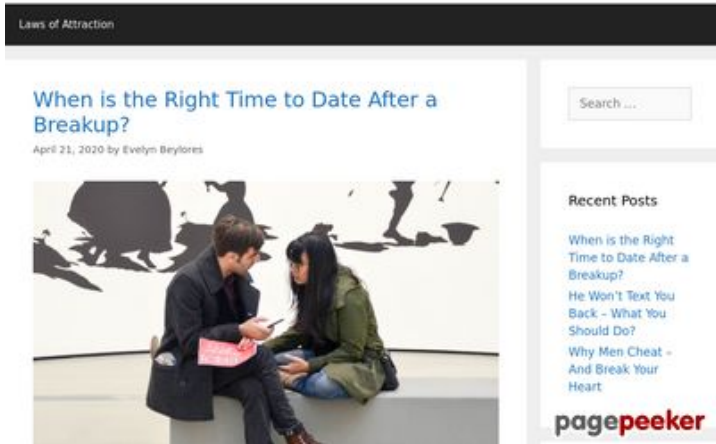 Laws of Attraction
When is the Right Time to Date After a
Breakup?
April 21, 2020 by Evelyn Beylores
Search ...
Recent Posts
When is the Right
Time to Date After a
Breakup?
He Won't Text You
Back – What You
Should Do?
Why Men Cheat –
And Break Your
Heart
pagepeeker